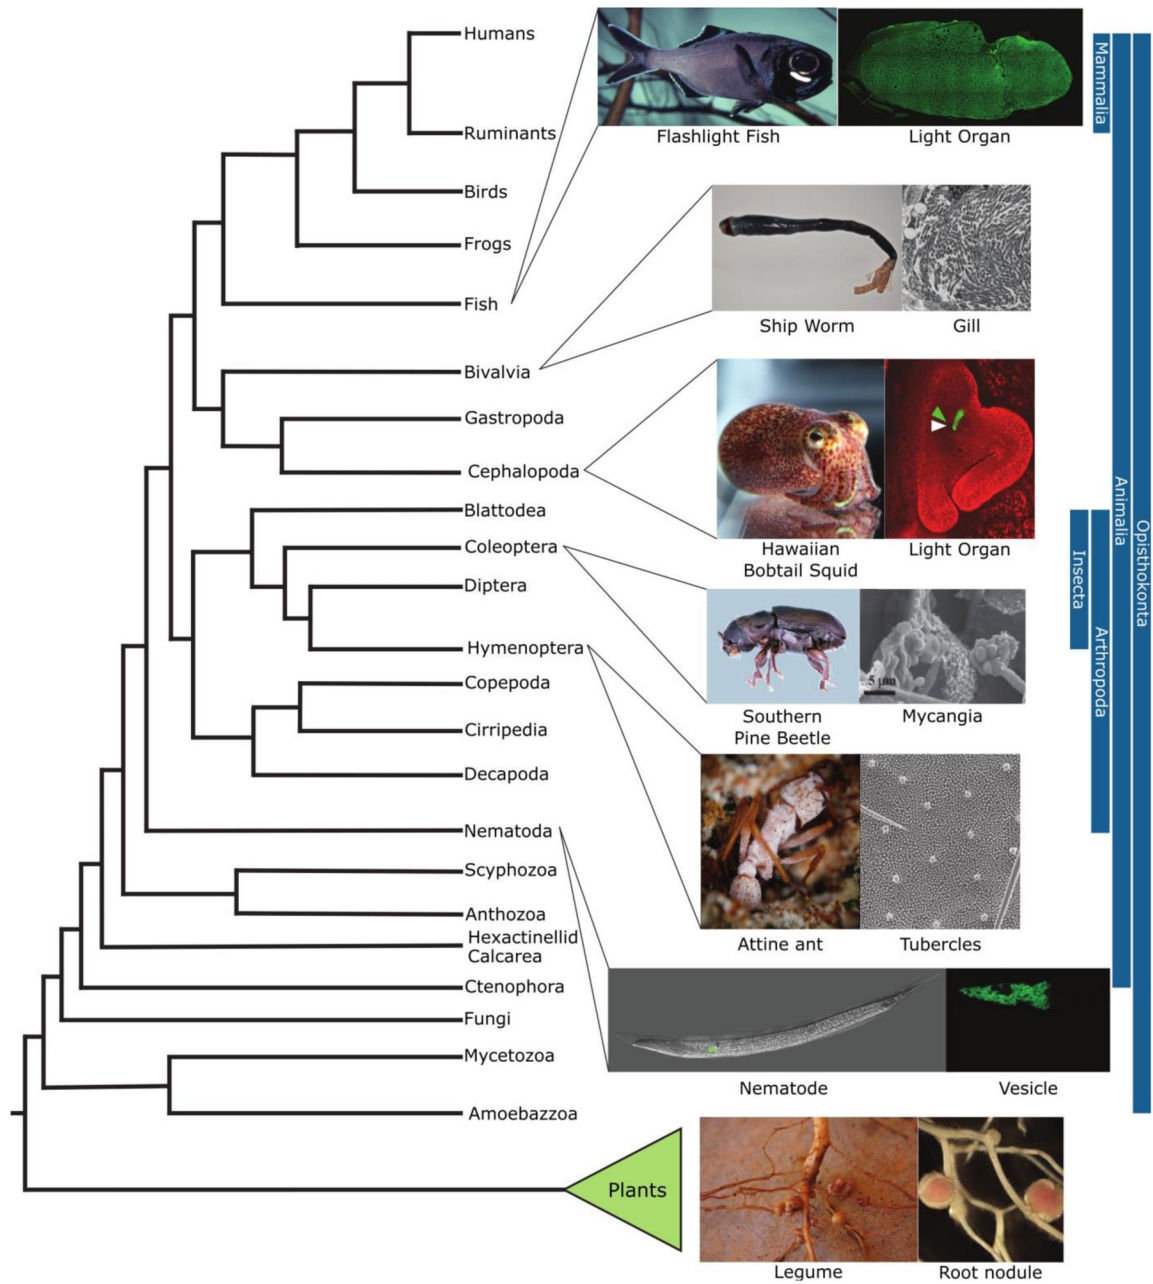 Humans
Ruminants
Birds
Frogs
Fish
Bivalvia
Gastropoda
Cephalopoda
Blattodea
Coleoptera
Diptera
Hymenoptera
Copepoda
Cirripedia
Decapoda
Nematoda
Scyphozoa
Anthozoa
Hexactinellid
Calcarea
Ctenophora
Fungi
Mycetozoa
Amoebazzoa
Plants
Flashlight Fish
Light Organ
Ship Worm
Gill
Hawaiian
Bobtail Squid
Light Organ
5 µm
Southern
Pine Beetle
Mycangia
Attine ant
Tubercles
Nematode
Vesicle
Legume
Root nodule
Mammalia
Insecta
Arthropoda
Animalia
Opisthokonta